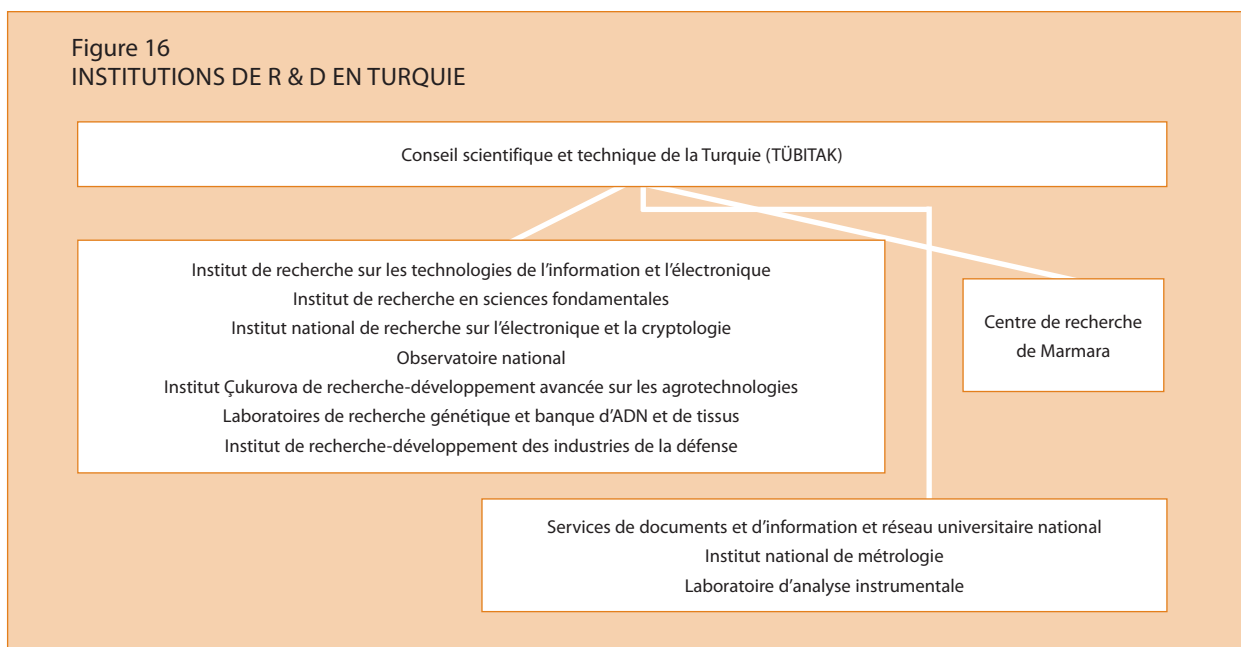 Figure 16
INSTITUTIONS DE R & D EN TURQUIE
Conseil scientifique et technique de la Turquie (TÜBITAK)
Institut de recherche sur les technologies de l'information et l'électronique
Institut de recherche en sciences fondamentales
Institut national de recherche sur l'électronique et la cryptologie
Observatoire national
Institut Çukurova de recherche-développement avancée sur les agrotechnologies
Laboratoires de recherche génétique et banque d'ADN et de tissus
Institut de recherche-développement des industries de la défense
Centre de recherche
de Marmara
Services de documents et d'information et réseau universitaire national
Institut national de métrologie
Laboratoire d'analyse instrumentale